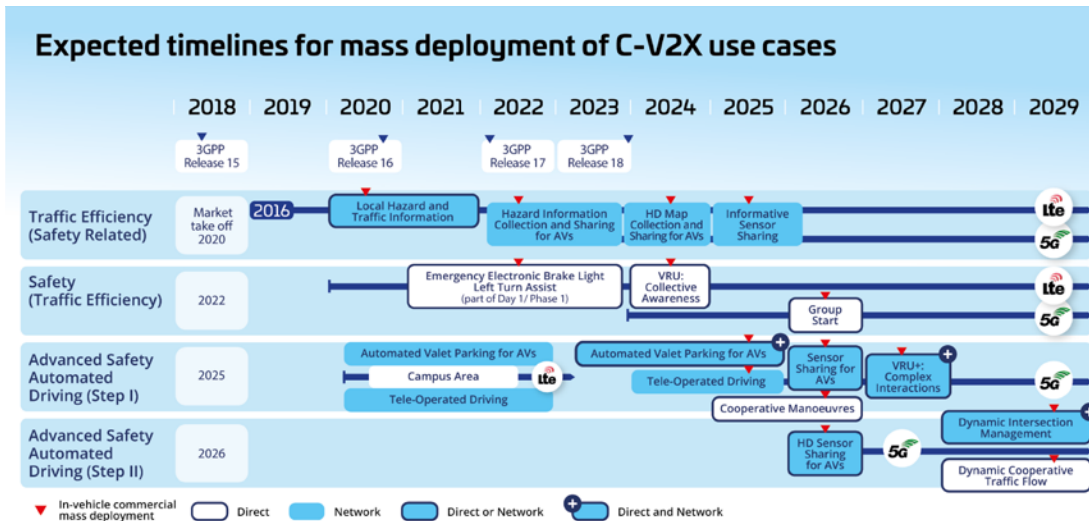 Expected timelines for mass deployment of C-V2X use cases
2018 2019 2020 2021 2022 2023 2024 2025 2026 2027 2028 2029
3GPP
Release 15
3GPP
Release 16
3GPP
Release 17
3GPP
Release 18
Traffic Efficiency
(Safety Related)
Market
take off
2020
2016
Local Hazard and
Traffic Information
Hazard Information
Collection and Sharing
for AVs
HD Map
Collection and
Sharing for AVs
Informative
Sensor
Sharing
lte
5G
Safety
(Traffic Efficiency)
2022
Emergency Electronic Brake Light
Left Turn Assist
(part of Day 1/ Phase 1)
VRU:
Collective
Awareness
Group
Start
lte
5G
Advanced Safety
Automated
Driving (Step I)
2025
Automated Valet Parking for AVs
Campus Area
lte
Tele-Operated Driving
Automated Valet Parking for AVs
+
Tele-Operated Driving
Sensor
Sharing for
AVs
Cooperative Manoeuvres
VRU+:
Complex
Interactions
+
5G
Advanced Safety
Automated
Driving (Step II)
2026
HD Sensor
Sharing
for AVs
5G
Dynamic Intersection
Management
+
Dynamic Cooperative
Traffic Flow
In-vehicle commercial
mass deployment
Direct
Network
Direct or Network
+
Direct and Network